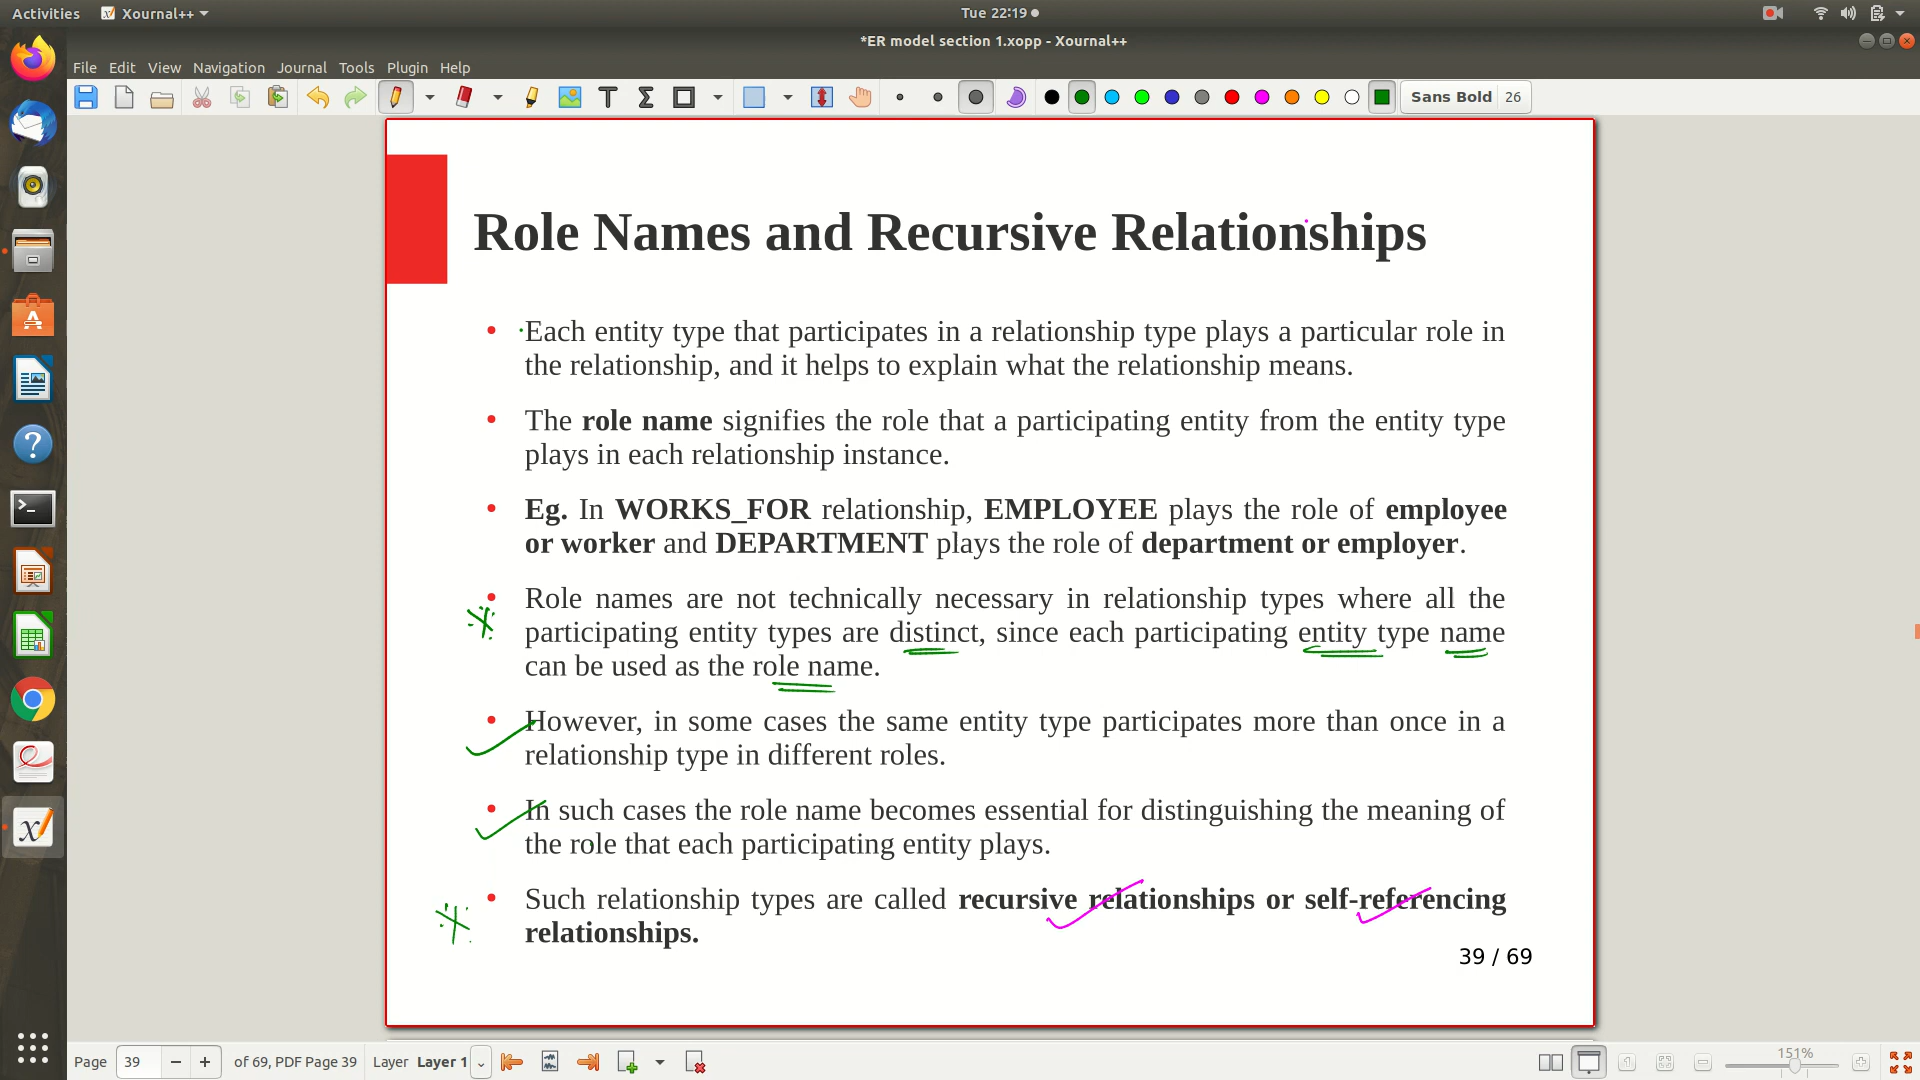 Activities Xournal++ Tue 22:19
*ER model section 1.xopp - Xournal++
File Edit View Navigation Journal Tools Plugin Help
Sans Bold 26
Role Names and Recursive Relationships
• Each entity type that participates in a relationship type plays a particular role in
the relationship, and it helps to explain what the relationship means.
• The role name signifies the role that a participating entity from the entity type
plays in each relationship instance.
• Eg. In WORKS_FOR relationship, EMPLOYEE plays the role of employee
or worker and DEPARTMENT plays the role of department or employer.
• Role names are not technically necessary in relationship types where all the
participating entity types are distinct, since each participating entity type name
can be used as the role name.
• However, in some cases the same entity type participates more than once in a
relationship type in different roles.
• In such cases the role name becomes essential for distinguishing the meaning of
the role that each participating entity plays.
• Such relationship types are called recursive relationships or self-referencing
relationships.
39 / 69
Page 39 − + of 69, PDF Page 39 Layer Layer 1 151%